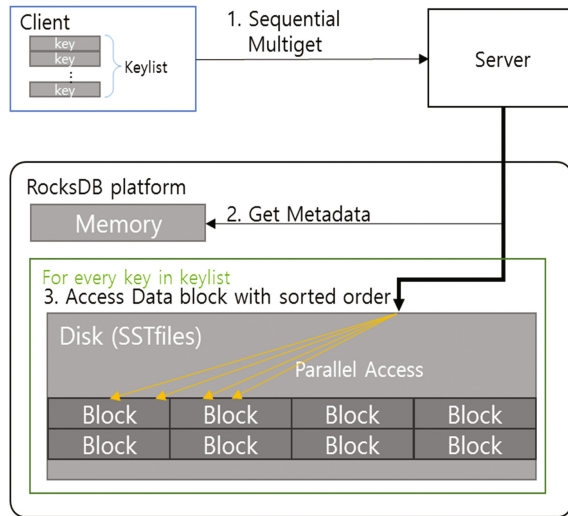 Client
key
key
⋮
key
Keylist
1. Sequential
Multiget
Server
RocksDB platform
Memory
2. Get Metadata
For every key in keylist
3. Access Data block with sorted order
Disk (SSTfiles)
Parallel Access
Block Block Block Block
Block Block Block Block